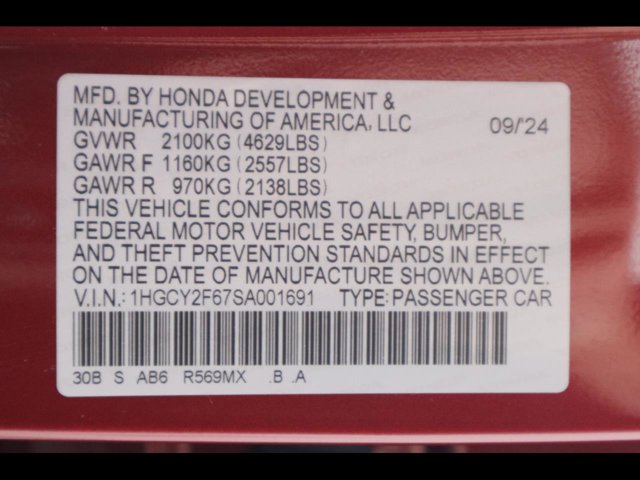 MFD. BY HONDA DEVELOPMENT &
MANUFACTURING OF AMERICA, LLC 09/'24
GVWR 2100KG (4629LBS)
GAWR F 1160KG (2557LBS)
GAWR R 970KG (2138LBS)
THIS VEHICLE CONFORMS TO ALL APPLICABLE
FEDERAL MOTOR VEHICLE SAFETY, BUMPER,
AND THEFT PREVENTION STANDARDS IN EFFECT
ON THE DATE OF MANUFACTURE SHOWN ABOVE.
V.I.N.: 1HGCY2F67SA001691 TYPE: PASSENGER CAR
30B S AB6 R569MX .B .A